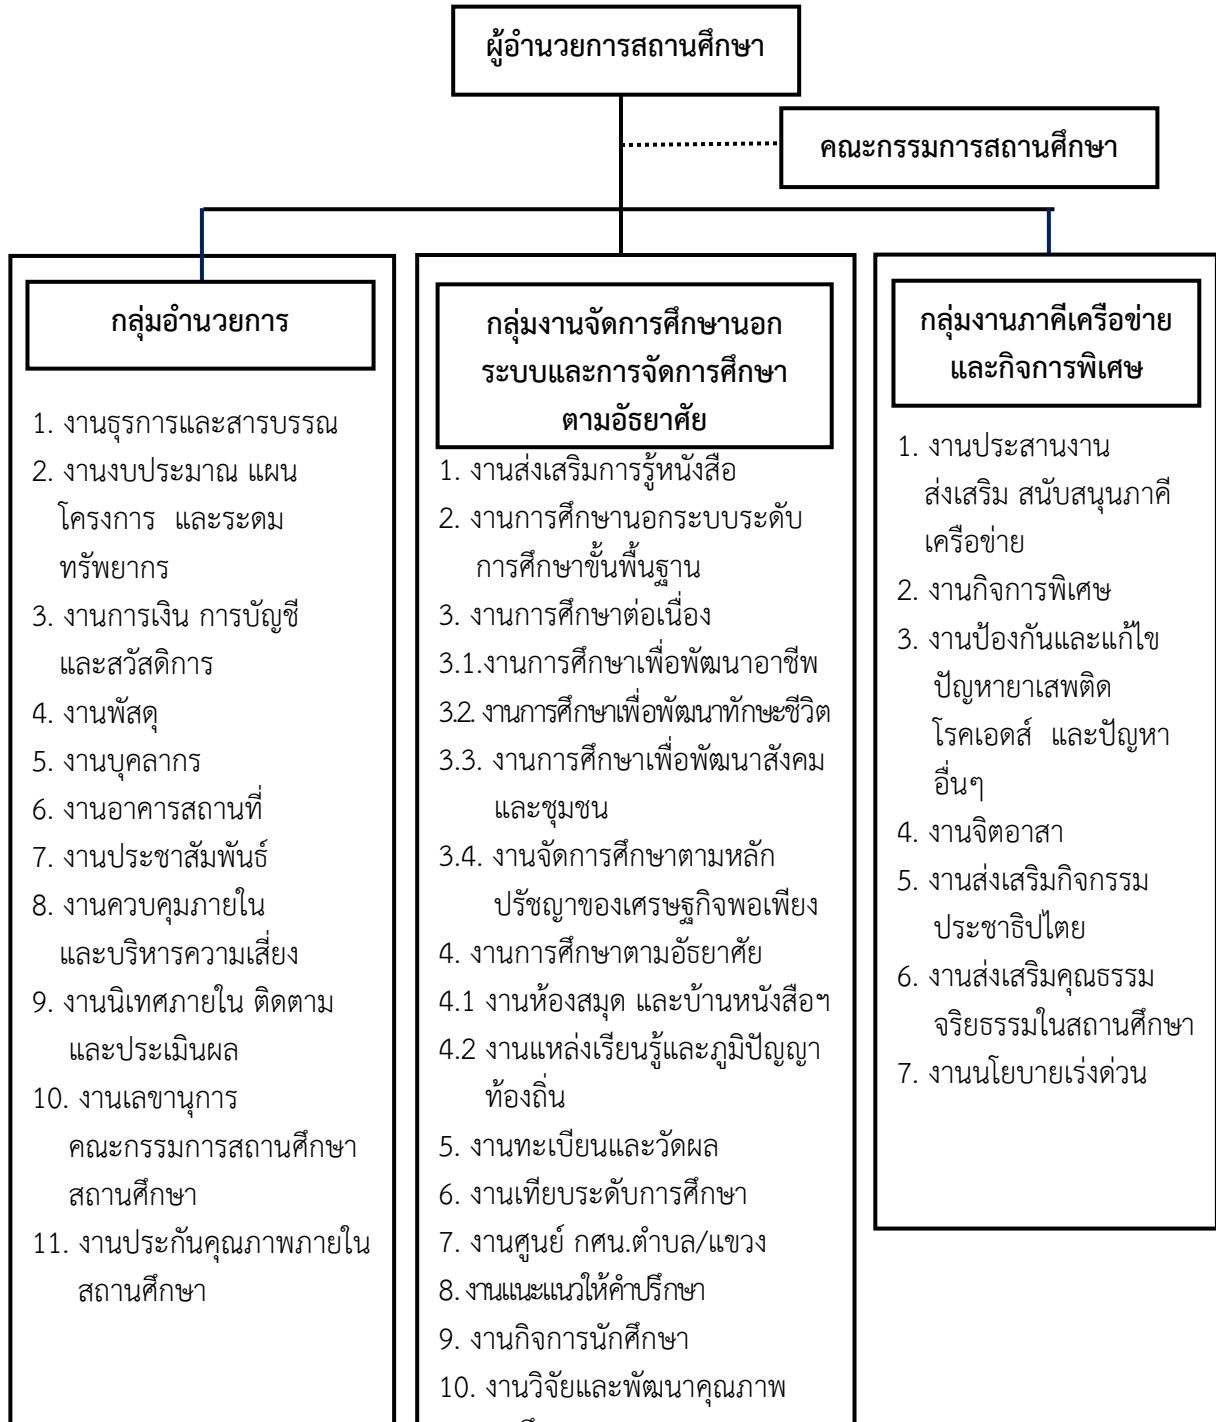 ผู้อำนวยการสถานศึกษา
คณะกรรมการสถานศึกษา
กลุ่มอำนวยการ
1. งานธุรการและสารบรรณ
2. งานงบประมาณ แผน
โครงการ และระดม
ทรัพยากร
3. งานการเงิน การบัญชี
และสวัสดิการ
4. งานพัสดุ
5. งานบุคลากร
6. งานอาคารสถานที่
7. งานประชาสัมพันธ์
8. งานควบคุมภายใน
และบริหารความเสี่ยง
9. งานนิเทศภายใน ติดตาม
และประเมินผล
10. งานเลขานุการ
คณะกรรมการสถานศึกษา
สถานศึกษา
11. งานประกันคุณภาพภายใน
สถานศึกษา
กลุ่มงานจัดการศึกษานอก
ระบบและการจัดการศึกษา
ตามอัธยาศัย
1. งานส่งเสริมการรู้หนังสือ
2. งานการศึกษานอกระบบระดับ
การศึกษาขั้นพื้นฐาน
3. งานการศึกษาต่อเนื่อง
3.1.งานการศึกษาเพื่อพัฒนาอาชีพ
3.2. งานการศึกษาเพื่อพัฒนาทักษะชีวิต
3.3. งานการศึกษาเพื่อพัฒนาสังคม
และชุมชน
3.4. งานจัดการศึกษาตามหลัก
ปรัชญาของเศรษฐกิจพอเพียง
4. งานการศึกษาตามอัธยาศัย
4.1 งานห้องสมุด และบ้านหนังสือฯ
4.2 งานแหล่งเรียนรู้และภูมิปัญญา
ท้องถิ่น
5. งานทะเบียนและวัดผล
6. งานเทียบระดับการศึกษา
7. งานศูนย์ กศน.ตำบล/แขวง
8. งานแนะแนวให้คำปรึกษา
9. งานกิจการนักศึกษา
10. งานวิจัยและพัฒนาคุณภาพ
กลุ่มงานภาคีเครือข่าย
และกิจการพิเศษ
1. งานประสานงาน
ส่งเสริม สนับสนุนภาคี
เครือข่าย
2. งานกิจการพิเศษ
3. งานป้องกันและแก้ไข
ปัญหายาเสพติด
โรคเอดส์ และปัญหา
อื่นๆ
4. งานจิตอาสา
5. งานส่งเสริมกิจกรรม
ประชาธิปไตย
6. งานส่งเสริมคุณธรรม
จริยธรรมในสถานศึกษา
7. งานนโยบายเร่งด่วน